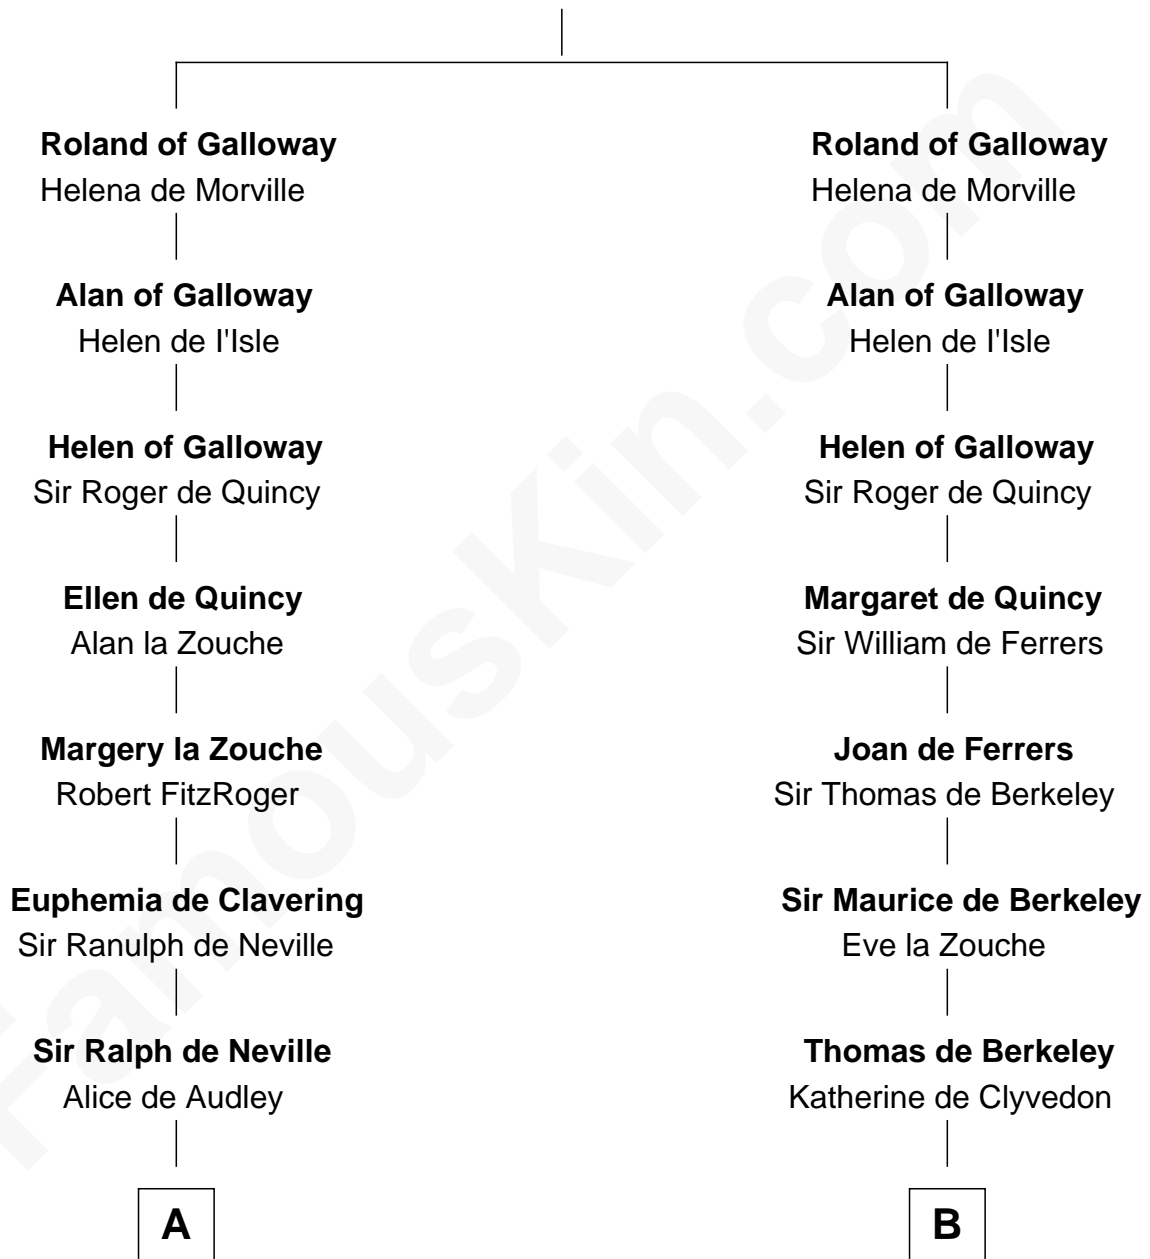 Roland of Galloway
Helena de Morville
Alan of Galloway
Helen de l'Isle
Helen of Galloway
Sir Roger de Quincy
Ellen de Quincy
Alan la Zouche
Margery la Zouche
Robert FitzRoger
Euphemia de Clavering
Sir Ranulph de Neville
Sir Ralph de Neville
Alice de Audley
A
Roland of Galloway
Helena de Morville
Alan of Galloway
Helen de l'Isle
Helen of Galloway
Sir Roger de Quincy
Margaret de Quincy
Sir William de Ferrers
Joan de Ferrers
Sir Thomas de Berkeley
Sir Maurice de Berkeley
Eve la Zouche
Thomas de Berkeley
Katherine de Clyvedon
B
FamousKin.com